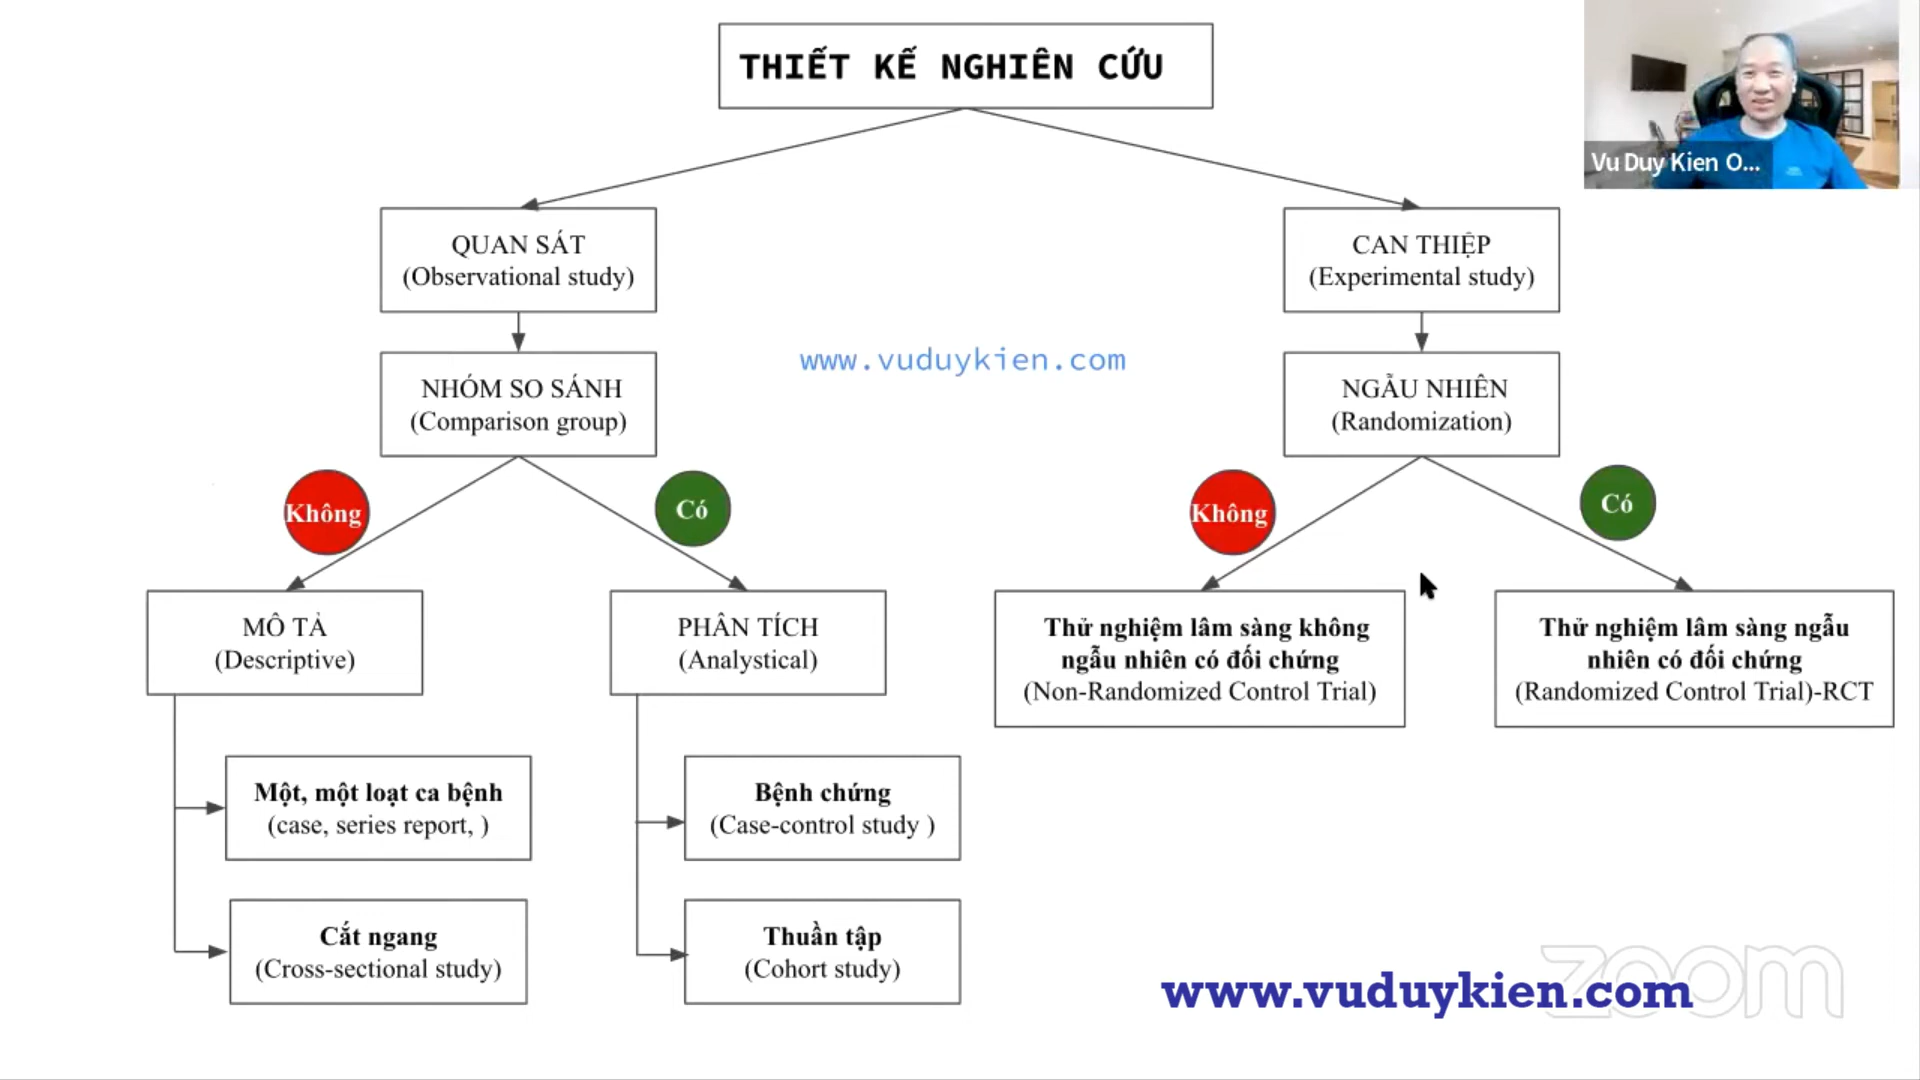 THIẾT KẾ NGHIÊN CỨU
Vu Duy Kien O...
QUAN SÁT
(Observational study)
CAN THIỆP
(Experimental study)
www.vuduykien.com
NHÓM SO SÁNH
(Comparison group)
NGẪU NHIÊN
(Randomization)
Không
Có
Không
Có
MÔ TẢ
(Descriptive)
PHÂN TÍCH
(Analystical)
Thử nghiệm lâm sàng không
ngẫu nhiên có đối chứng
(Non-Randomized Control Trial)
Thử nghiệm lâm sàng ngẫu
nhiên có đối chứng
(Randomized Control Trial)-RCT
Một, một loạt ca bệnh
(case, series report, )
Bệnh chứng
(Case-control study )
Cắt ngang
(Cross-sectional study)
Thuần tập
(Cohort study)
www.vuduykien.com
zoom